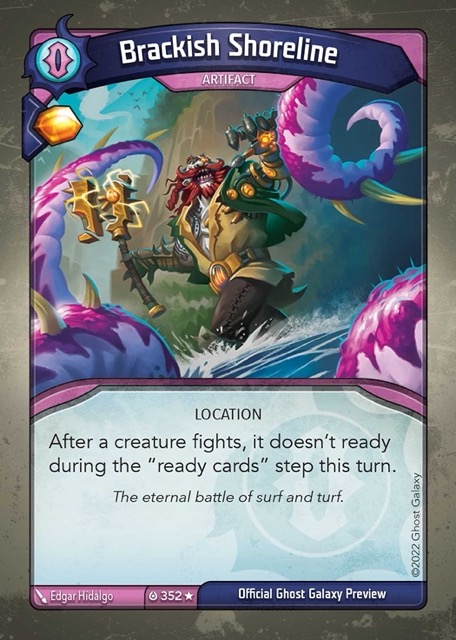 Brackish Shoreline
ARTIFACT
LOCATION
After a creature fights, it doesn't ready
during the “ready cards” step this turn.
The eternal battle of surf and turf.
©2022 Ghost Galaxy
Edgar Hidalgo
352★
Official Ghost Galaxy Preview